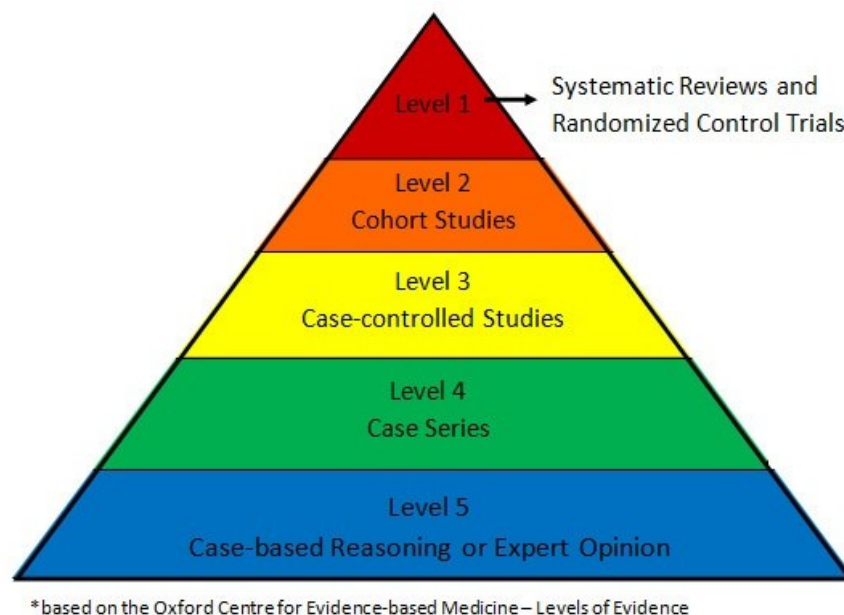 Level 1
Systematic Reviews and
Randomized Control Trials
Level 2
Cohort Studies
Level 3
Case-controlled Studies
Level 4
Case Series
Level 5
Case-based Reasoning or Expert Opinion
*based on the Oxford Centre for Evidence-based Medicine – Levels of Evidence